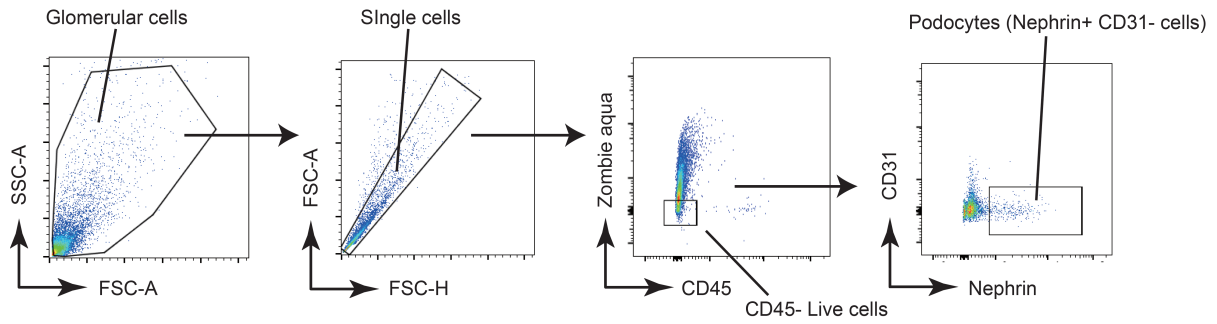 Glomerular cells
SIngle cells
Podocytes (Nephrin+ CD31- cells)
SSC-A
FSC-A
FSC-A
FSC-H
Zombie aqua
CD45
CD45- Live cells
CD31
Nephrin